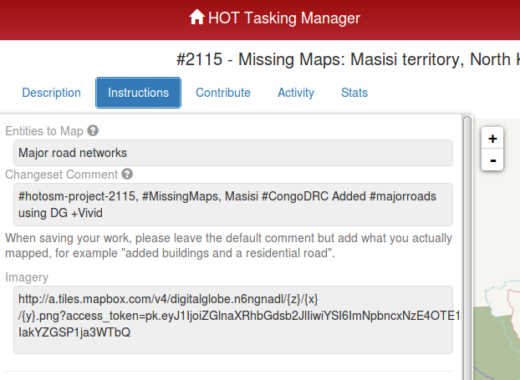 HOT Tasking Manager
#2115 - Missing Maps: Masisi territory, North
Description Instructions Contribute Activity Stats
Entities to Map ?
Major road networks
Changeset Comment ?
#hotosm-project-2115, #MissingMaps, Masisi #CongoDRC Added #majorroads
using DG +Vivid
When saving your work, please leave the default comment but add what you actually
mapped, for example "added buildings and a residential road".
Imagery
http://a.tiles.mapbox.com/v4/digitalglobe.n6ngnadl/{z}/{x}
/{y}.png?access_token=pk.eyJ1IjoiZGlnaXRhbGdsb2JlIiwiYSI6ImNpbncxNzE4OTE1
IakYZGSP1ja3WTbQ
+
-